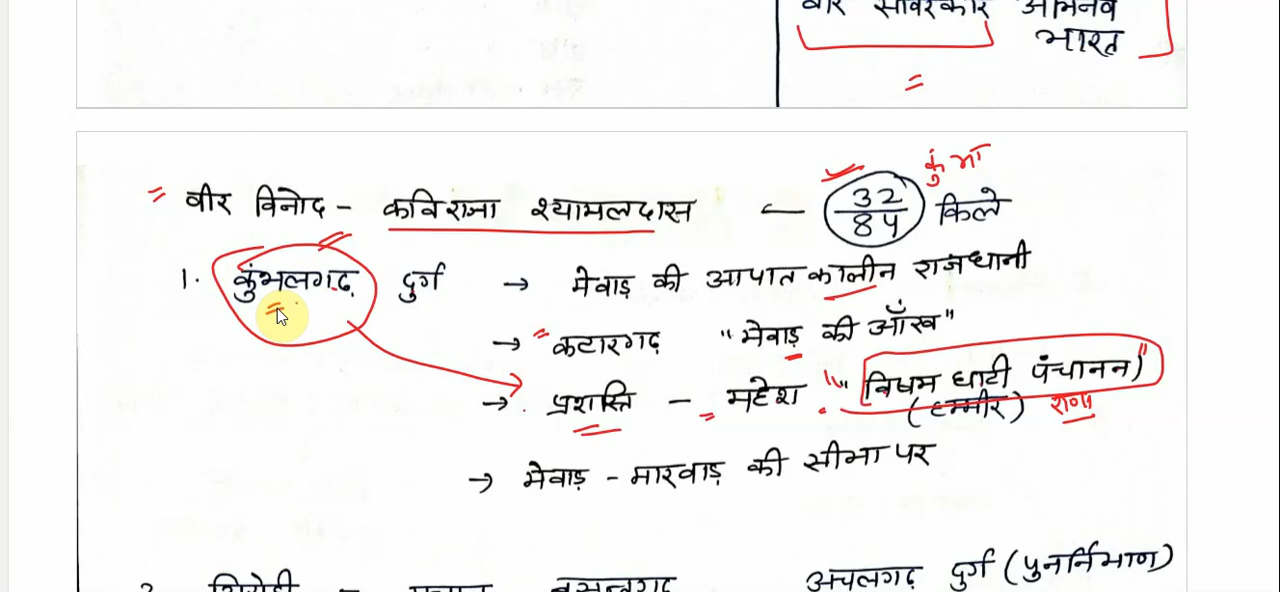 वीर सावरकार अभिनव
भारत
कुंभा
वीर विनोद - कविराजा श्यामलदास — 32/84 किले
1. कुंभलगढ़ दुर्ग → मेवाड़ की आपातकालीन राजधानी
→ कटारगढ़ "मेवाड़ की आँख"
→ प्रशस्ति - महेश "विषम घाटी पंचानन"
(हम्मीर) राणा
→ मेवाड़ - मारवाड़ की सीमा पर
अचलगढ़ दुर्ग (पुनर्निमाण)